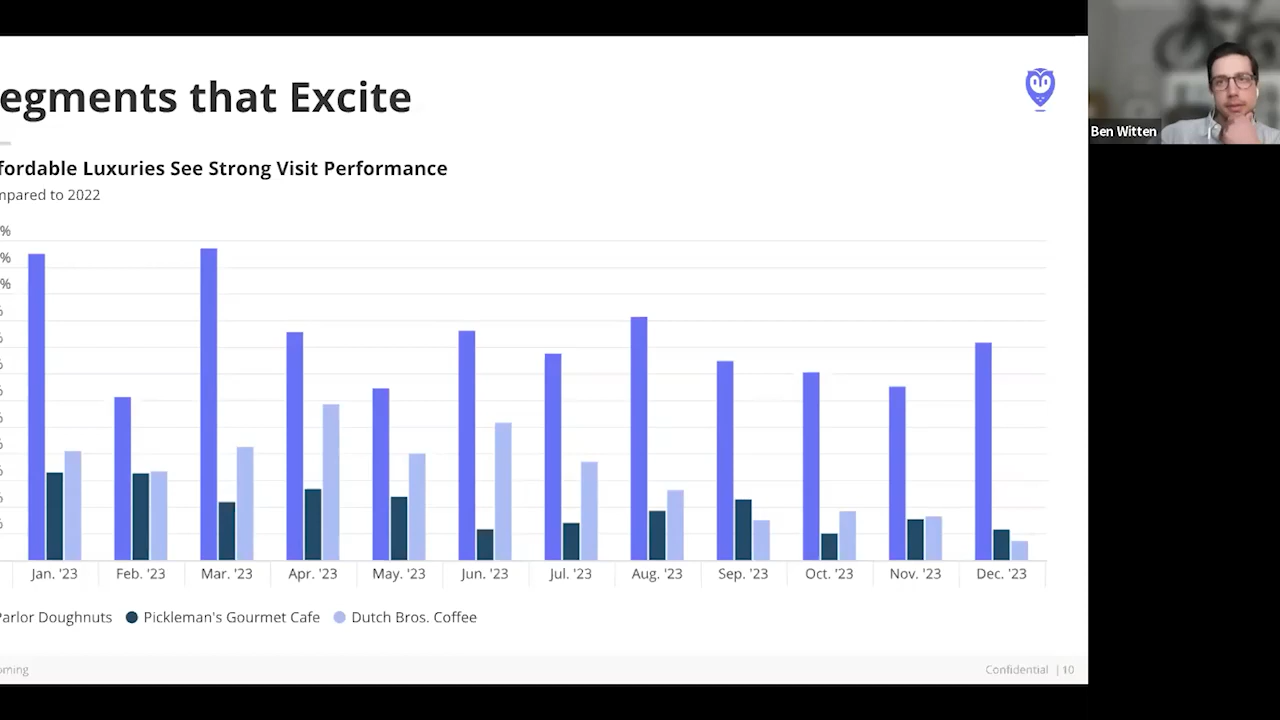 egments that Excite
fordable Luxuries See Strong Visit Performance
mpared to 2022
%
%
%
%
%
%
%
%
%
%
%
%
Jan. '23 Feb. '23 Mar. '23 Apr. '23 May. '23 Jun. '23 Jul. '23 Aug. '23 Sep. '23 Oct. '23 Nov. '23 Dec. '23
Parlor Doughnuts Pickleman's Gourmet Cafe Dutch Bros. Coffee
oming Confidential | 10
Ben Witten